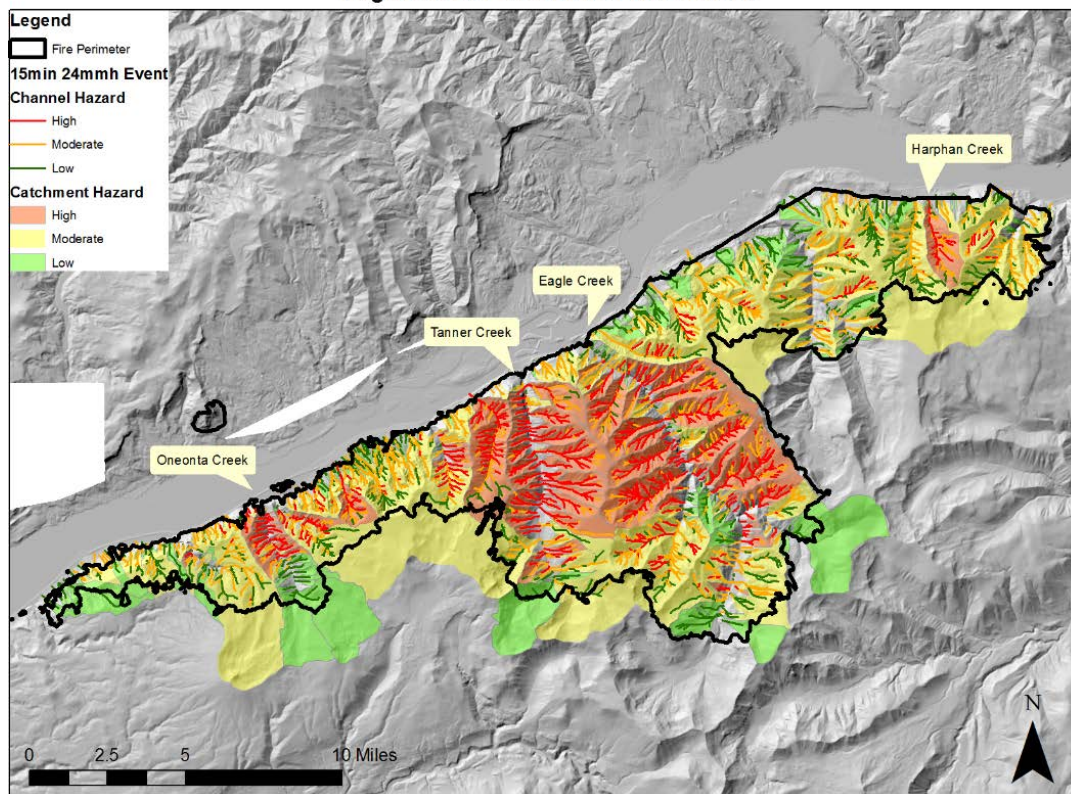 Legend
Fire Perimeter
15min 24mmh Event
Channel Hazard
High
Moderate
Low
Catchment Hazard
High
Moderate
Low
Harphan Creek
Eagle Creek
Tanner Creek
Oneonta Creek
N
0 2.5 5 10 Miles